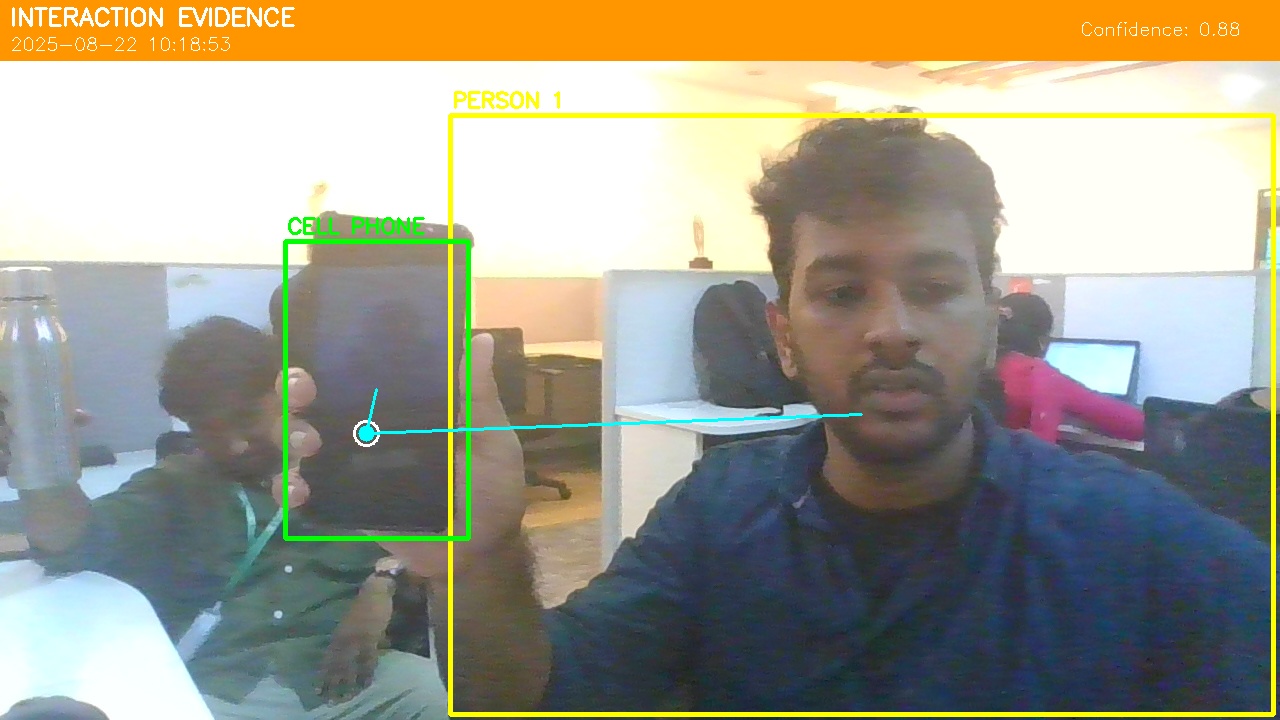 INTERACTION EVIDENCE
2025-08-22 10:18:53
Confidence: 0.88
PERSON 1
CELL PHONE